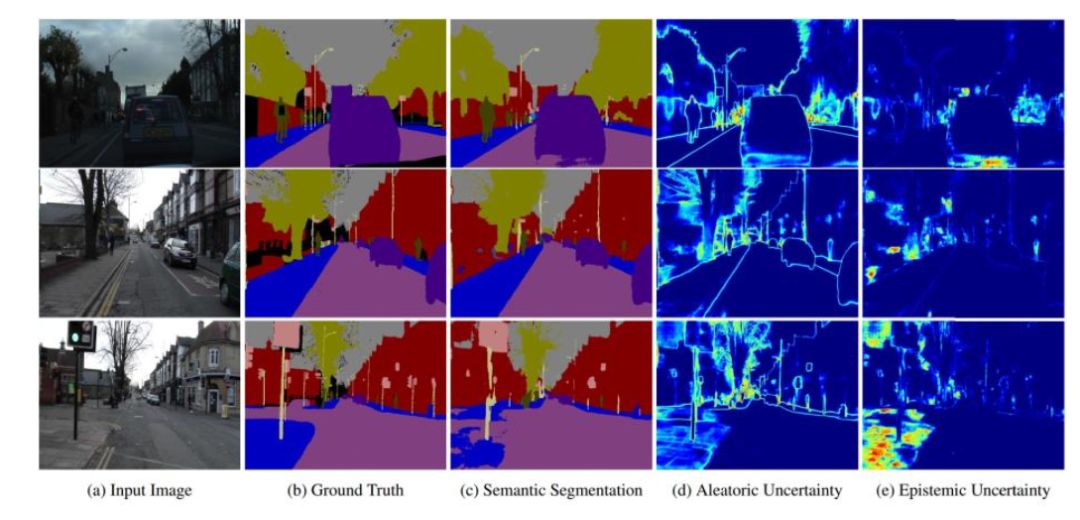 (a) Input Image
(b) Ground Truth
(c) Semantic Segmentation
(d) Aleatoric Uncertainty
(e) Epistemic Uncertainty